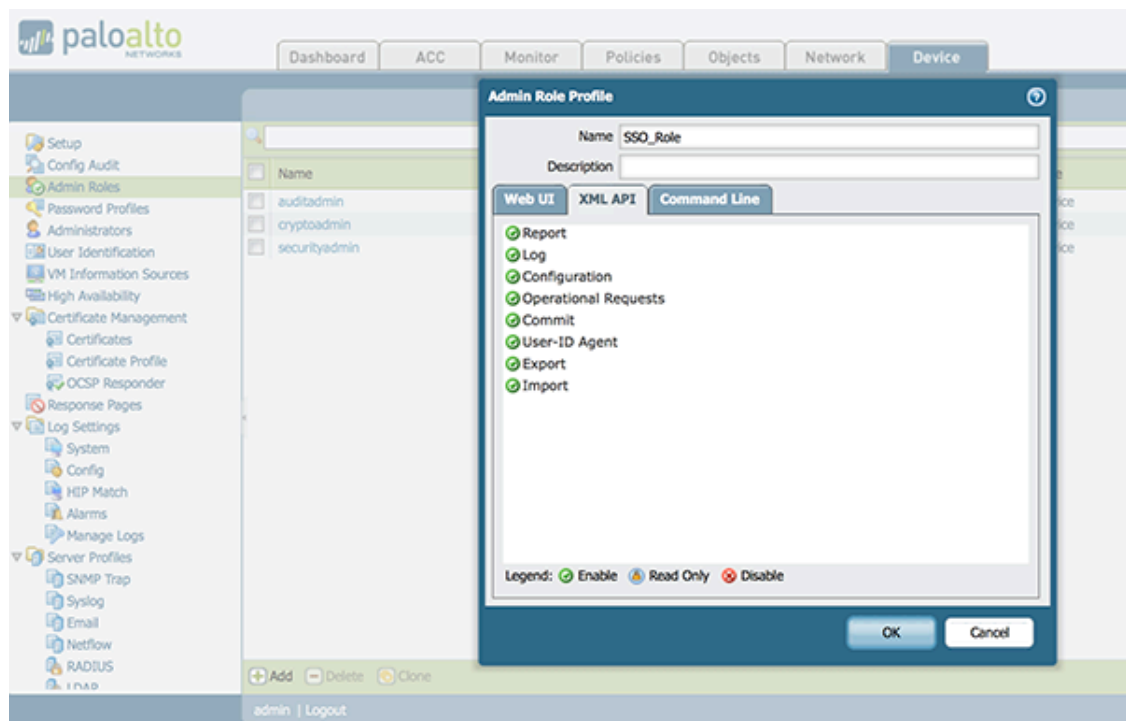 paloalto
NETWORKS
Dashboard ACC Monitor Policies Objects Network Device
Setup
Config Audit
Admin Roles
Password Profiles
Administrators
User Identification
VM Information Sources
High Availability
Certificate Management
Certificates
Certificate Profile
OCSP Responder
Response Pages
Log Settings
System
Config
HIP Match
Alarms
Manage Logs
Server Profiles
SNMP Trap
Syslog
Email
Netflow
RADIUS
LDAP
Name
auditadmin
cryptoadmin
securityadmin
Add Delete Clone
admin | Logout
Admin Role Profile
Name SSO_Role
Description
Web UI XML API Command Line
Report
Log
Configuration
Operational Requests
Commit
User-ID Agent
Export
Import
Legend: Enable Read Only Disable
OK Cancel